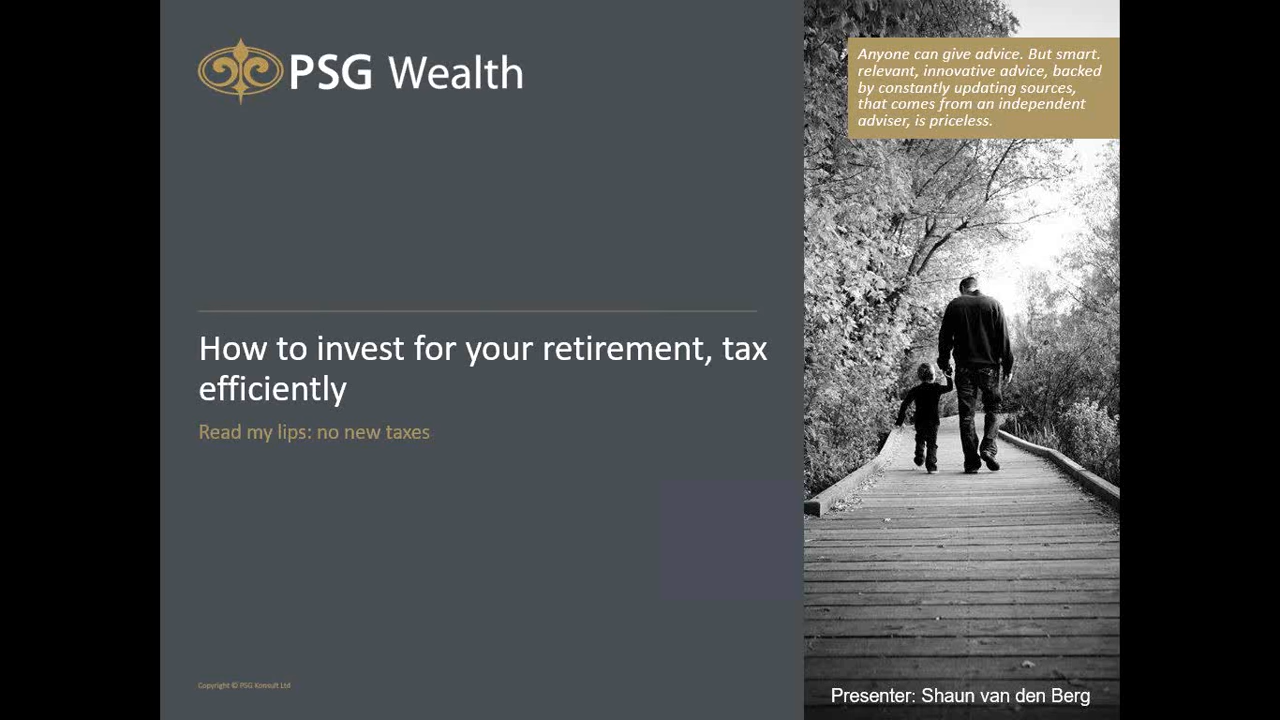 PSG Wealth
Anyone can give advice. But smart.
relevant, innovative advice, backed
by constantly updating sources,
that comes from an independent
adviser, is priceless.
How to invest for your retirement, tax
efficiently
Read my lips: no new taxes
Copyright © PSG Konsult Ltd
Presenter: Shaun van den Berg